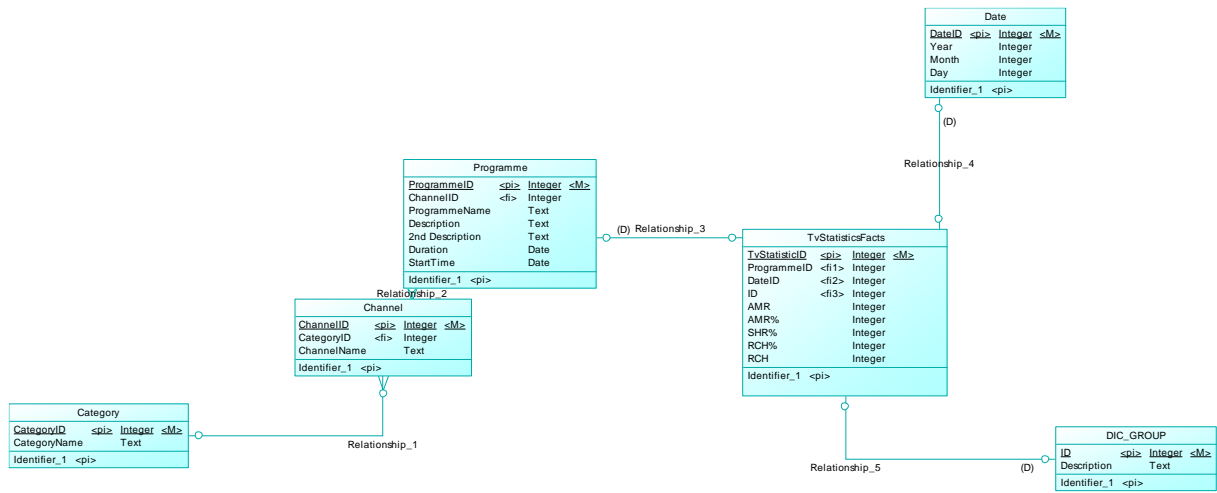 Date
DateID <pi> Integer <M>
Year Integer
Month Integer
Day Integer
Identifier_1 <pi>
(D)
Relationship_4
Programme
ProgrammeID <pi> Integer <M>
ChannelID <fi> Integer
ProgrammeName Text
Description Text
2nd Description Text
Duration Date
StartTime Date
Identifier_1 <pi>
(D) Relationship_3
TvStatisticsFacts
TvStatisticID <pi> Integer <M>
ProgrammeID <fi1> Integer
DateID <fi2> Integer
ID <fi3> Integer
AMR Integer
AMR% Integer
SHR% Integer
RCH% Integer
RCH Integer
Identifier_1 <pi>
Relationship_2
Channel
ChannelID <pi> Integer <M>
CategoryID <fi> Integer
ChannelName Text
Identifier_1 <pi>
Category
CategoryID <pi> Integer <M>
CategoryName Text
Identifier_1 <pi>
Relationship_1
Relationship_5
(D)
DIC_GROUP
ID <pi> Integer <M>
Description Text
Identifier_1 <pi>